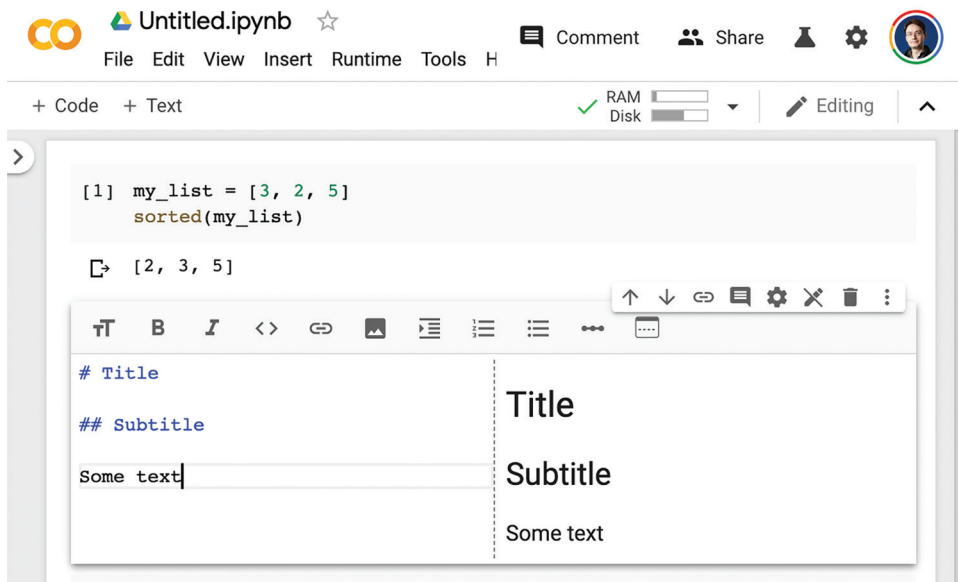 Untitled.ipynb
Comment
Share
File Edit View Insert Runtime Tools H
+ Code + Text
RAM
Disk
Editing
[1] my_list = [3, 2, 5]
sorted(my_list)
[2, 3, 5]
# Title
## Subtitle
Some text
Title
Subtitle
Some text